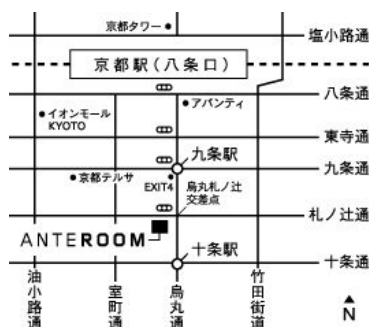 京都タワー
塩小路通
京都駅(八条口)
八条通
アバンティ
イオンモール
KYOTO
東寺通
九条駅
九条通
京都テルサ
EXIT4
烏丸札ノ辻
交差点
札ノ辻通
ANTEROOM
十条駅
十条通
油小路通
室町通
烏丸通
竹田街道
N